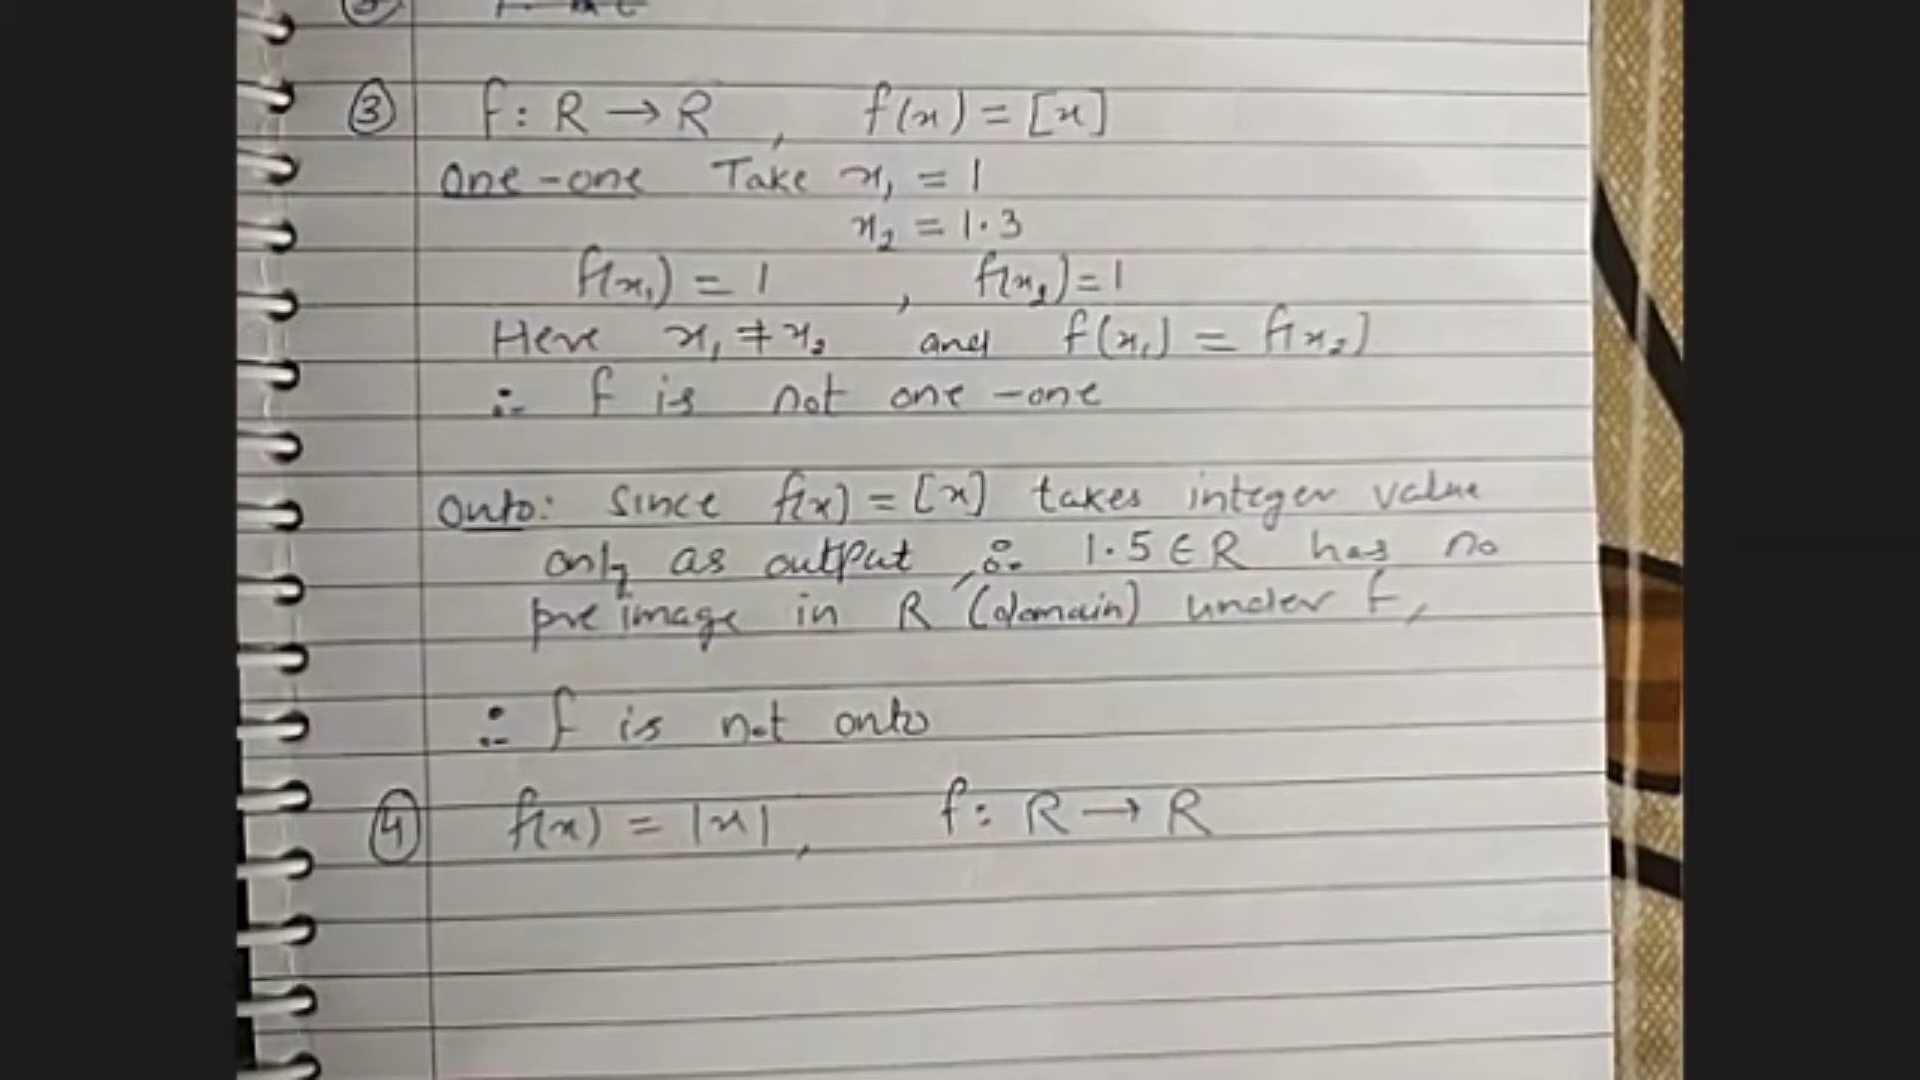 ③ f: R → R , f(x) = [x]
one-one Take x₁ = 1
x₂ = 1.3
f(x₁) = 1 , f(x₂) = 1
Here x₁ ≠ x₂ and f(x₁) = f(x₂)
∴ f is not one-one
onto: Since f(x) = [x] takes integer value
only as output , ∴ 1.5 ∈ R has no
pre image in R (domain) under f,
∴ f is not onto
④ f(x) = |x| , f: R → R